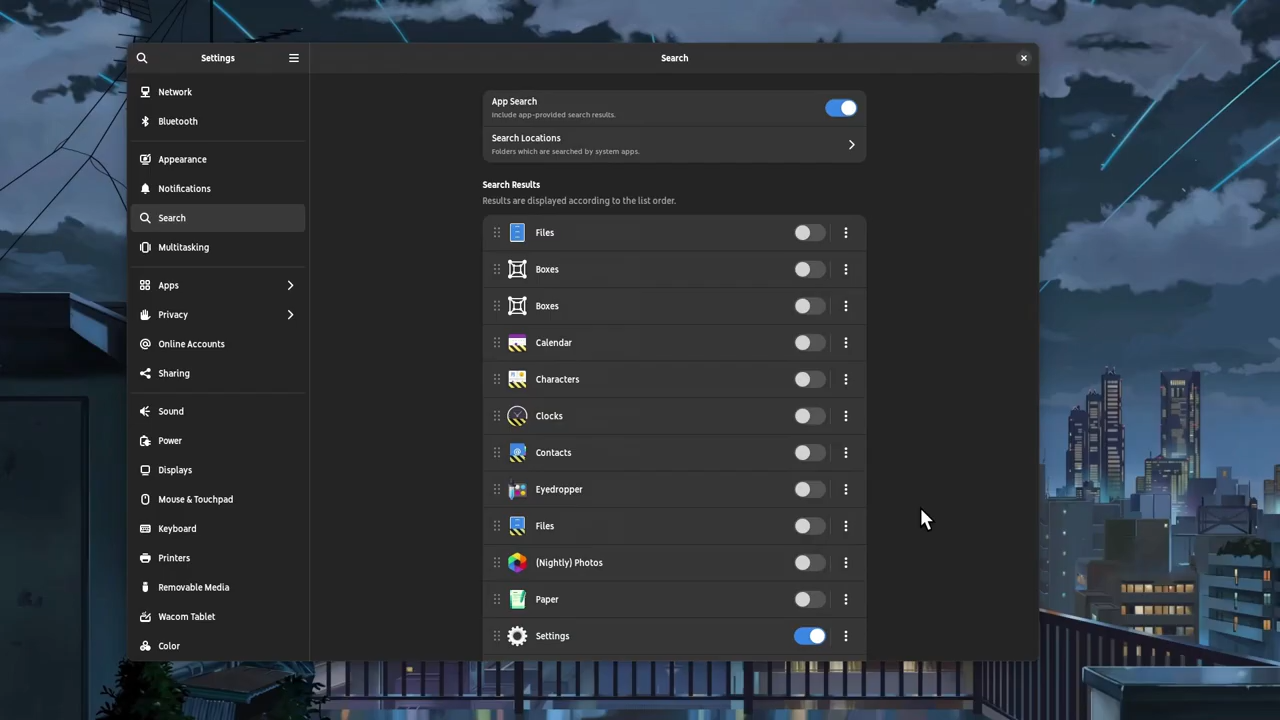 Settings
Network
Bluetooth
Appearance
Notifications
Search
Multitasking
Apps
Privacy
Online Accounts
Sharing
Sound
Power
Displays
Mouse & Touchpad
Keyboard
Printers
Removable Media
Wacom Tablet
Color
Search
App Search
Include app-provided search results.
Search Locations
Folders which are searched by system apps.
Search Results
Results are displayed according to the list order.
Files
Boxes
Boxes
Calendar
Characters
Clocks
Contacts
Eyedropper
Files
(Nightly) Photos
Paper
Settings